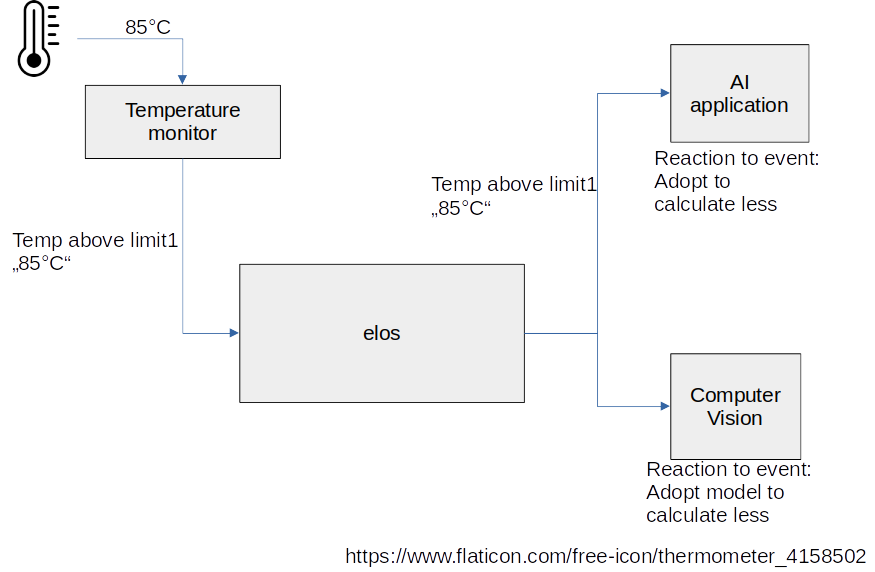 85°C
Temperature
monitor
Temp above limit1
„85°C“
elos
Temp above limit1
„85°C“
AI
application
Reaction to event:
Adopt to
calculate less
Computer
Vision
Reaction to event:
Adopt model to
calculate less
https://www.flaticon.com/free-icon/thermometer_4158502